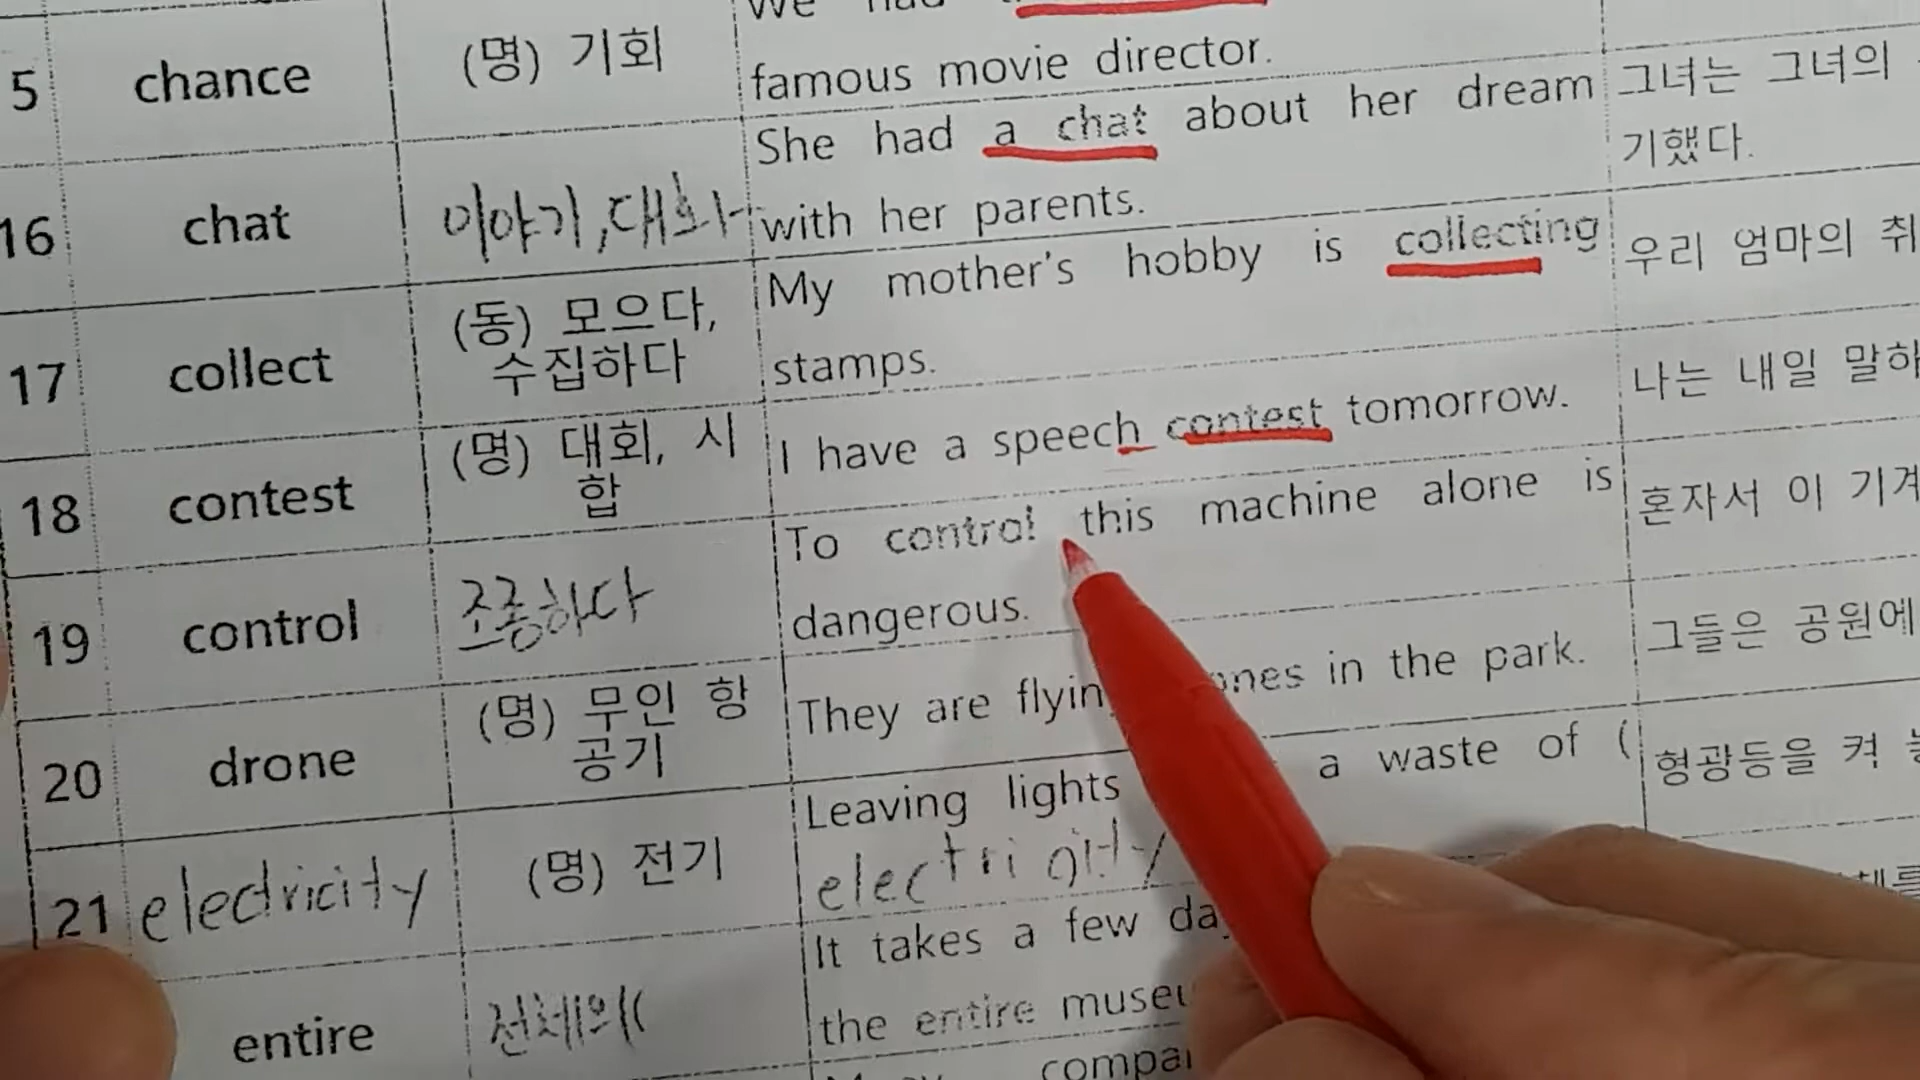 We had
5 chance (명) 기회
famous movie director.
16 chat 이야기, 대화
She had a chat about her dream
with her parents.
그녀는 그녀의
기했다.
17 collect (동) 모으다,
수집하다
My mother's hobby is collecting
stamps.
우리 엄마의 취
18 contest (명) 대회, 시
합
I have a speech contest tomorrow.
나는 내일 말하
19 control 조종하다
To control this machine alone is
dangerous.
혼자서 이 기계
20 drone (명) 무인 항
공기
They are in the park.
그들은 공원에
21 electricity (명) 전기
Leaving lights a waste of (
형광등을 켜
entire 전체의
It takes a few
the entire